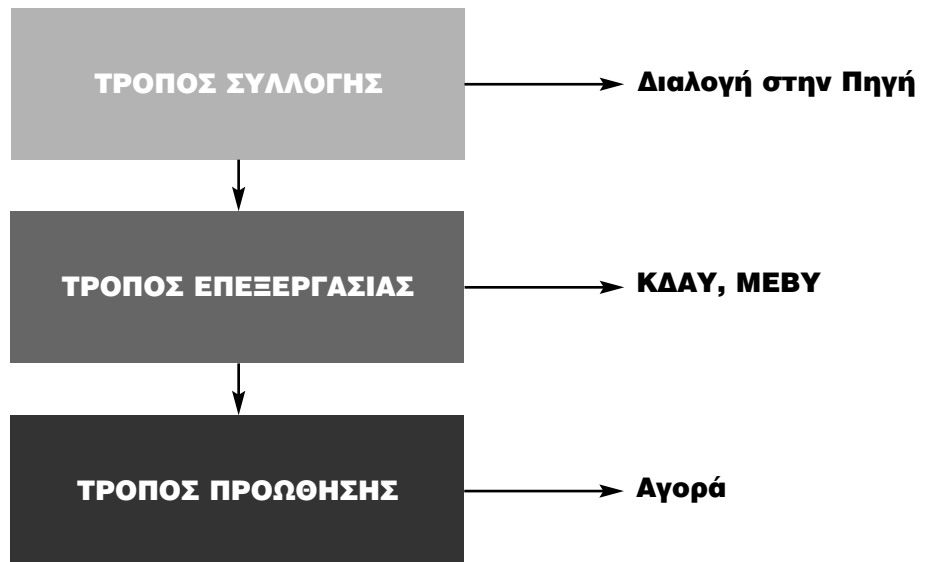 ΤΡΟΠΟΣ ΣΥΛΛΟΓΗΣ
Διαλογή στην Πηγή
ΤΡΟΠΟΣ ΕΠΕΞΕΡΓΑΣΙΑΣ
ΚΔΑΥ, ΜΕΒΥ
ΤΡΟΠΟΣ ΠΡΟΩΘΗΣΗΣ
Αγορά